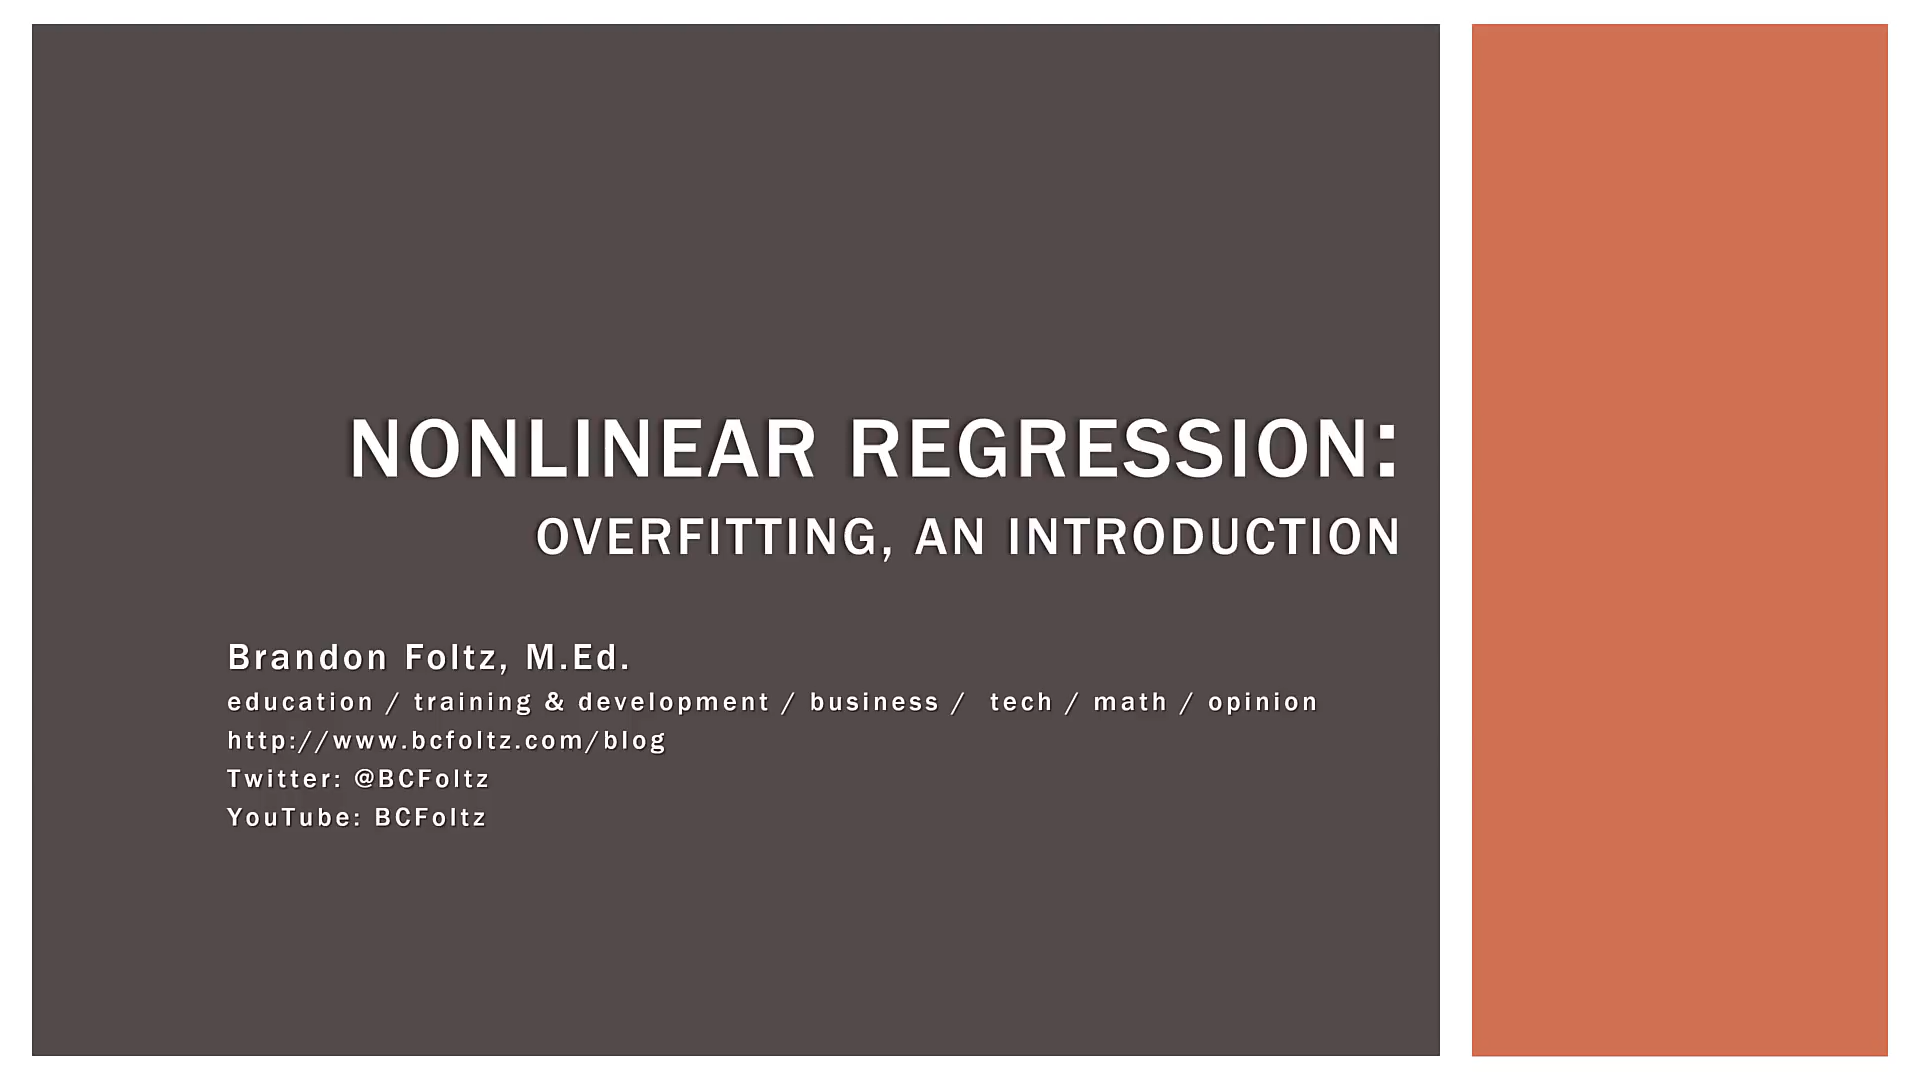 NONLINEAR REGRESSION:
OVERFITTING, AN INTRODUCTION
Brandon Foltz, M.Ed.
education / training & development / business / tech / math / opinion
http://www.bcfoltz.com/blog
Twitter: @BCFoltz
YouTube: BCFoltz